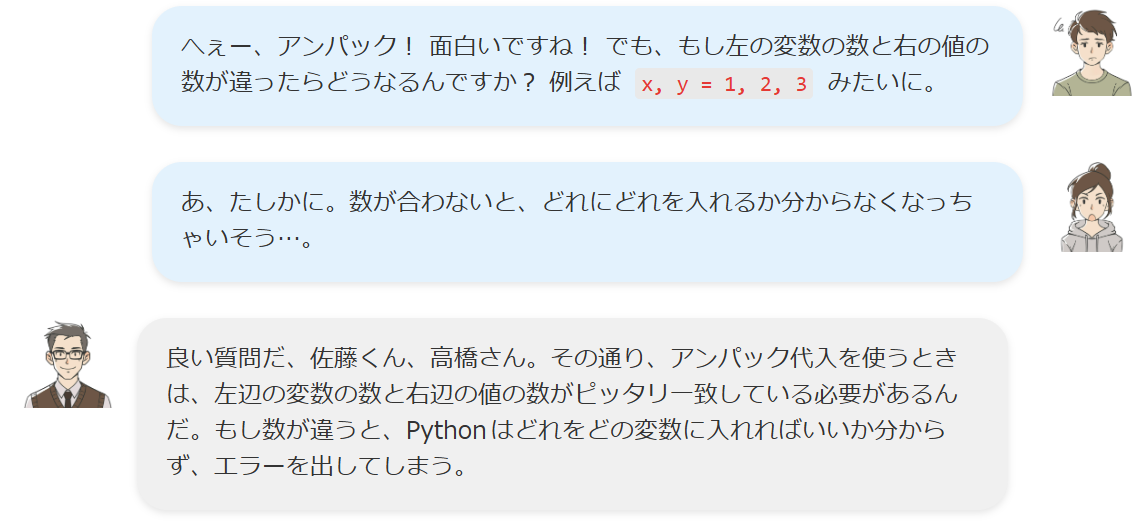 へぇー、アンパック！ 面白いですね！ でも、もし左の変数の数と右の値の
数が違ったらどうなるんですか？ 例えば x, y = 1, 2, 3 みたいに。
あ、たしかに。数が合わないと、どれにどれを入れるか分からなくなっち
ゃいそう…。
良い質問だ、佐藤くん、高橋さん。その通り、アンパック代入を使うとき
は、左辺の変数の数と右辺の値の数がピッタリ一致している必要があるん
だ。もし数が違うと、Pythonはどれをどの変数に入れればいいか分から
ず、エラーを出してしまう。